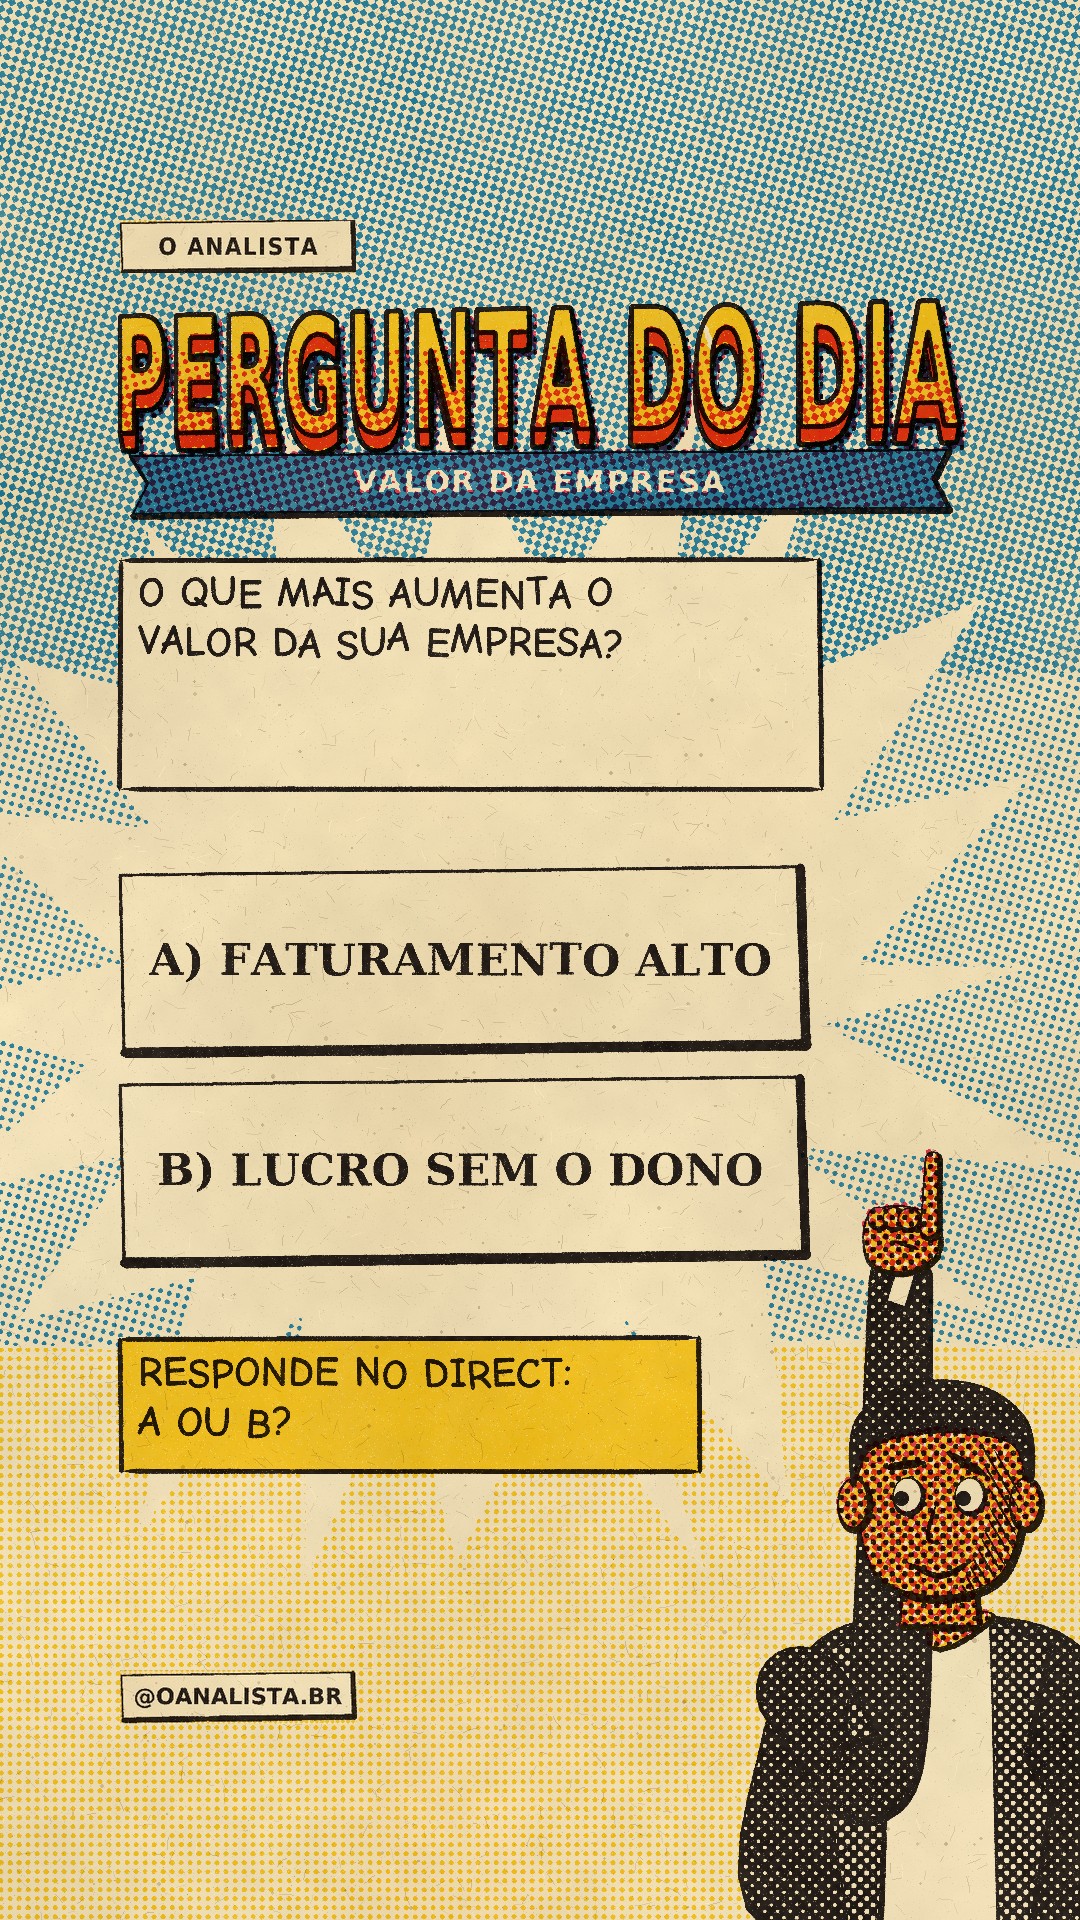 O ANALISTA
PERGUNTA DO DIA
VALOR DA EMPRESA
O QUE MAIS AUMENTA O
VALOR DA SUA EMPRESA?
A) FATURAMENTO ALTO
B) LUCRO SEM O DONO
RESPONDE NO DIRECT:
A OU B?
@OANALISTA.BR